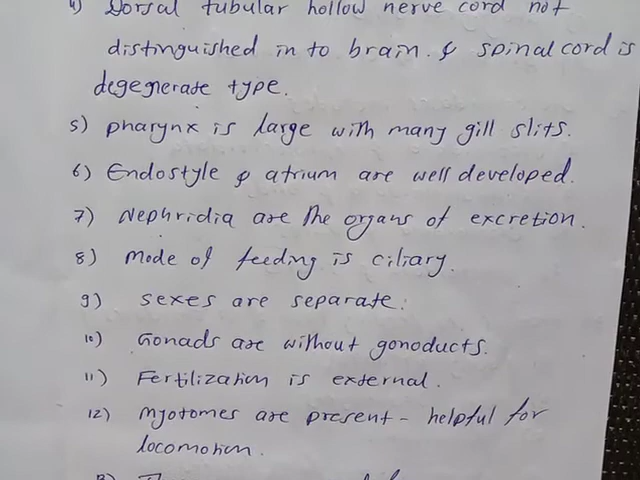 4) Dorsal tubular hollow nerve cord not
distinguished in to brain & spinal cord is
degenerate type.
5) pharynx is large with many gill slits.
6) Endostyle & atrium are well developed.
7) Nephridia are the organs of excretion.
8) mode of feeding is ciliary.
9) sexes are separate.
10) Gonads are without gonoducts.
11) Fertilization is external.
12) myotomes are present - helpful for
locomotion.